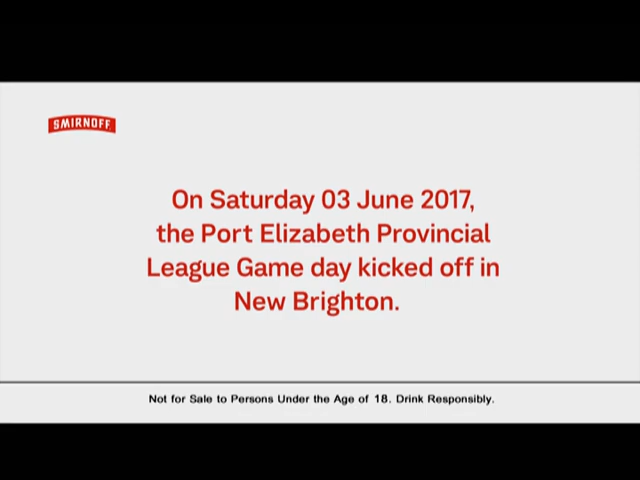 SMIRNOFF
On Saturday 03 June 2017,
the Port Elizabeth Provincial
League Game day kicked off in
New Brighton.
Not for Sale to Persons Under the Age of 18. Drink Responsibly.